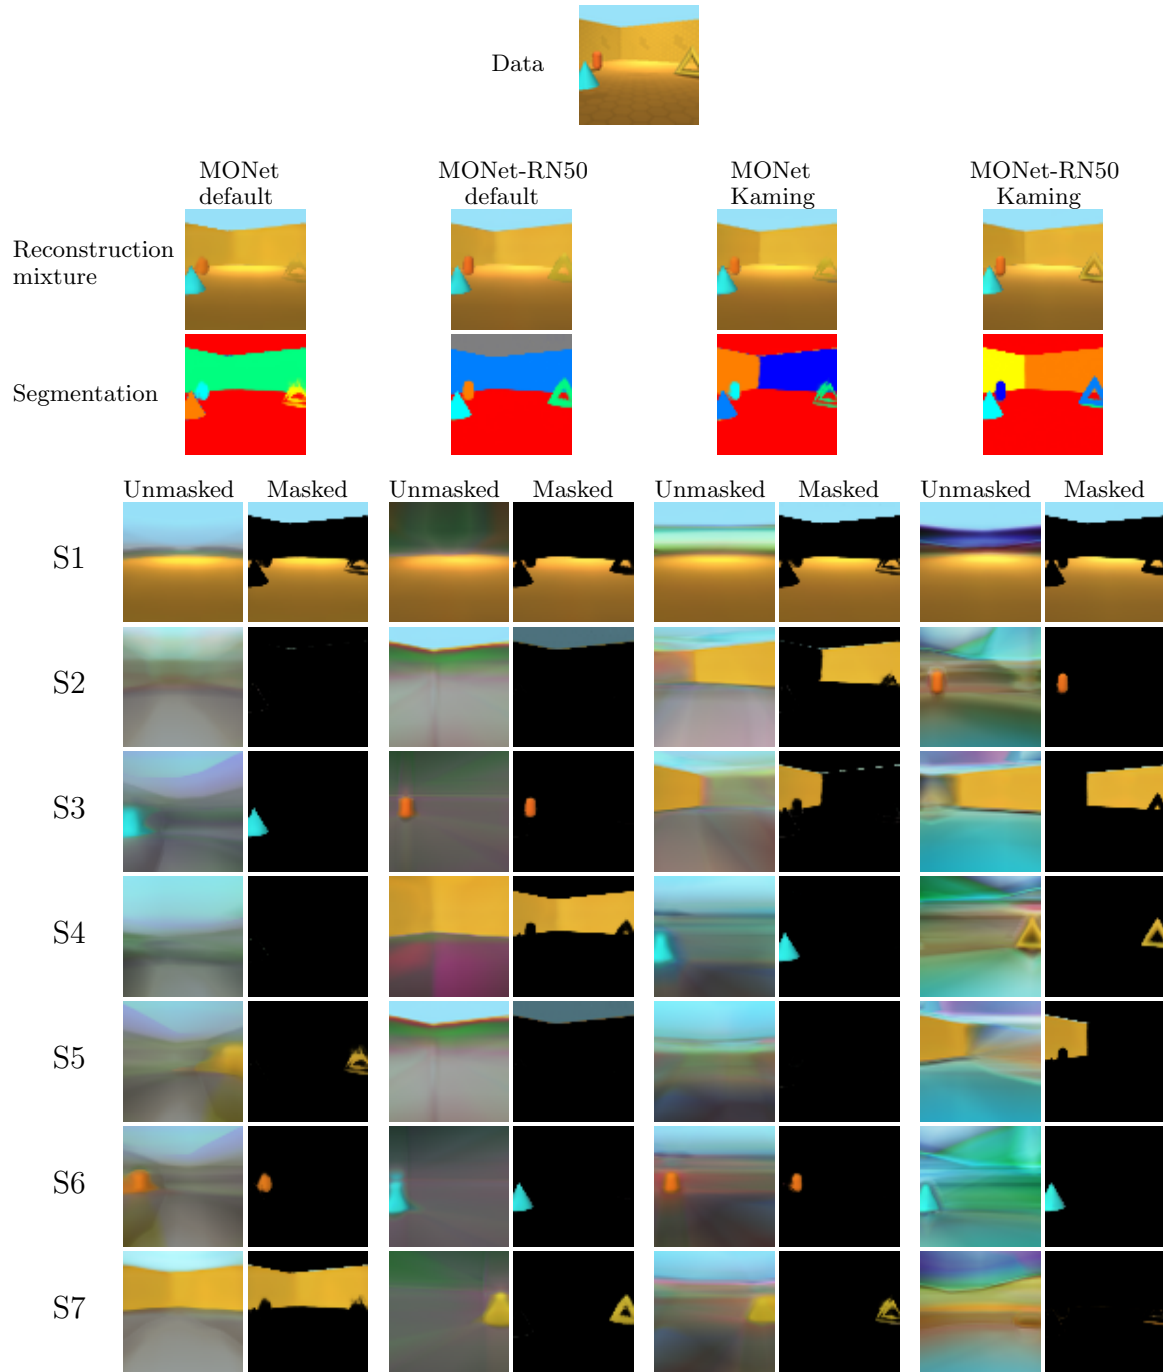 Data
MONet
default
MONet-RN50
default
MONet
Kaming
MONet-RN50
Kaming
Reconstruction
mixture
Segmentation
Unmasked Masked Unmasked Masked Unmasked Masked Unmasked Masked
S1
S2
S3
S4
S5
S6
S7